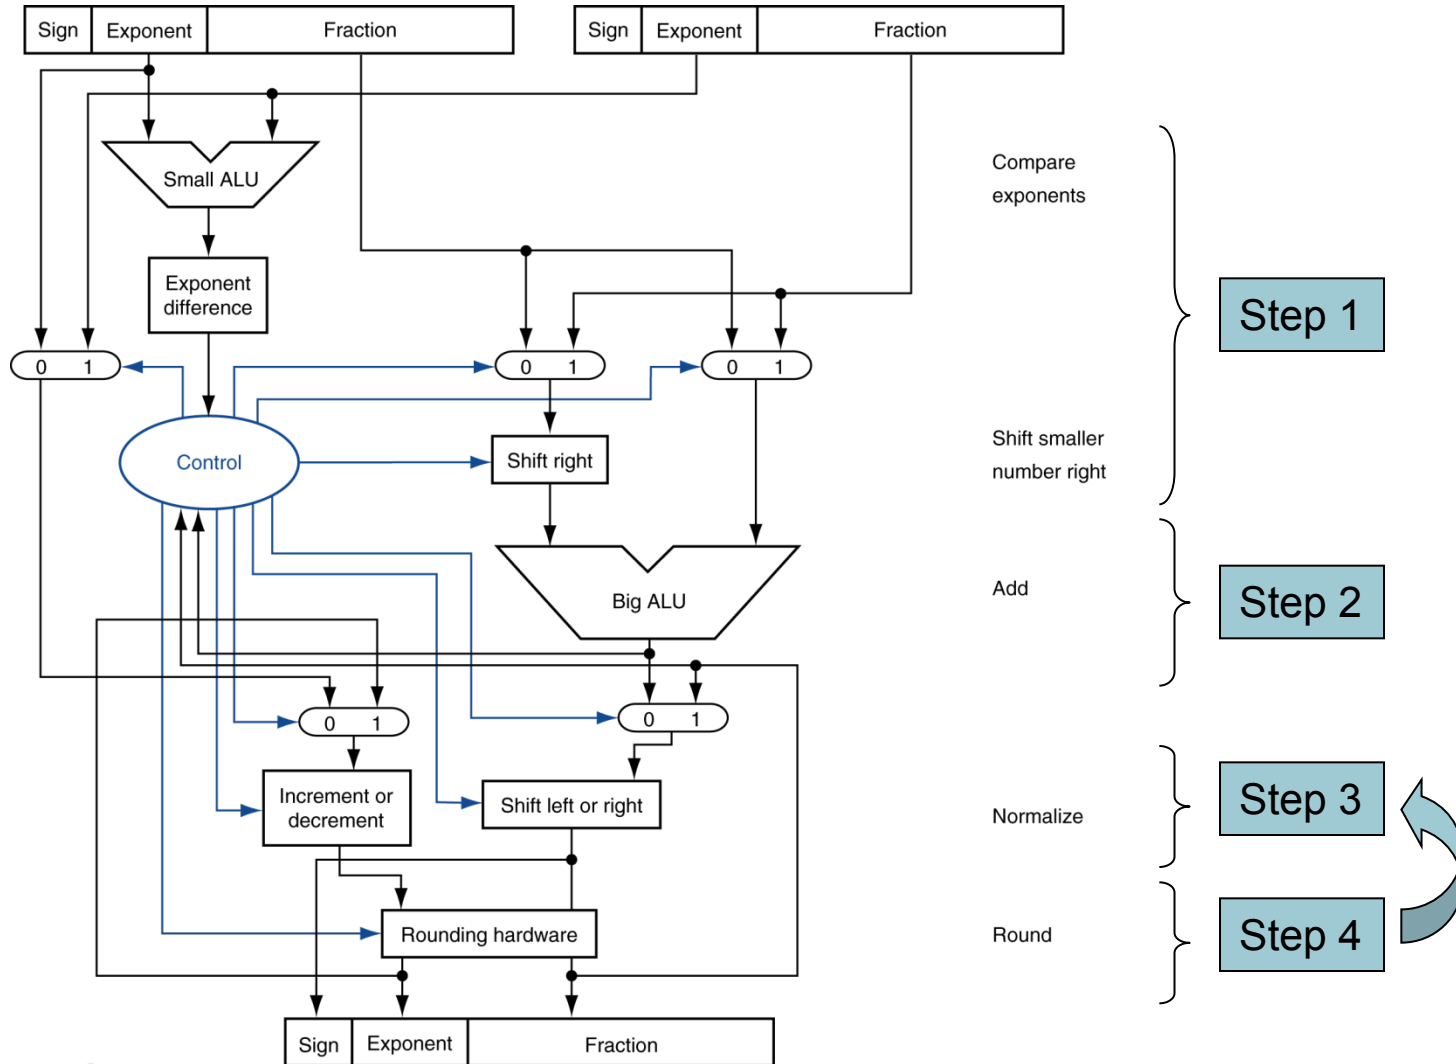 Sign Exponent Fraction
Sign Exponent Fraction
Small ALU
Compare
exponents
Exponent
difference
Step 1
0 1
0 1
0 1
Control
Shift right
Shift smaller
number right
Big ALU
Add
Step 2
0 1
0 1
Increment or
decrement
Shift left or right
Normalize
Step 3
Rounding hardware
Round
Step 4
Sign Exponent Fraction